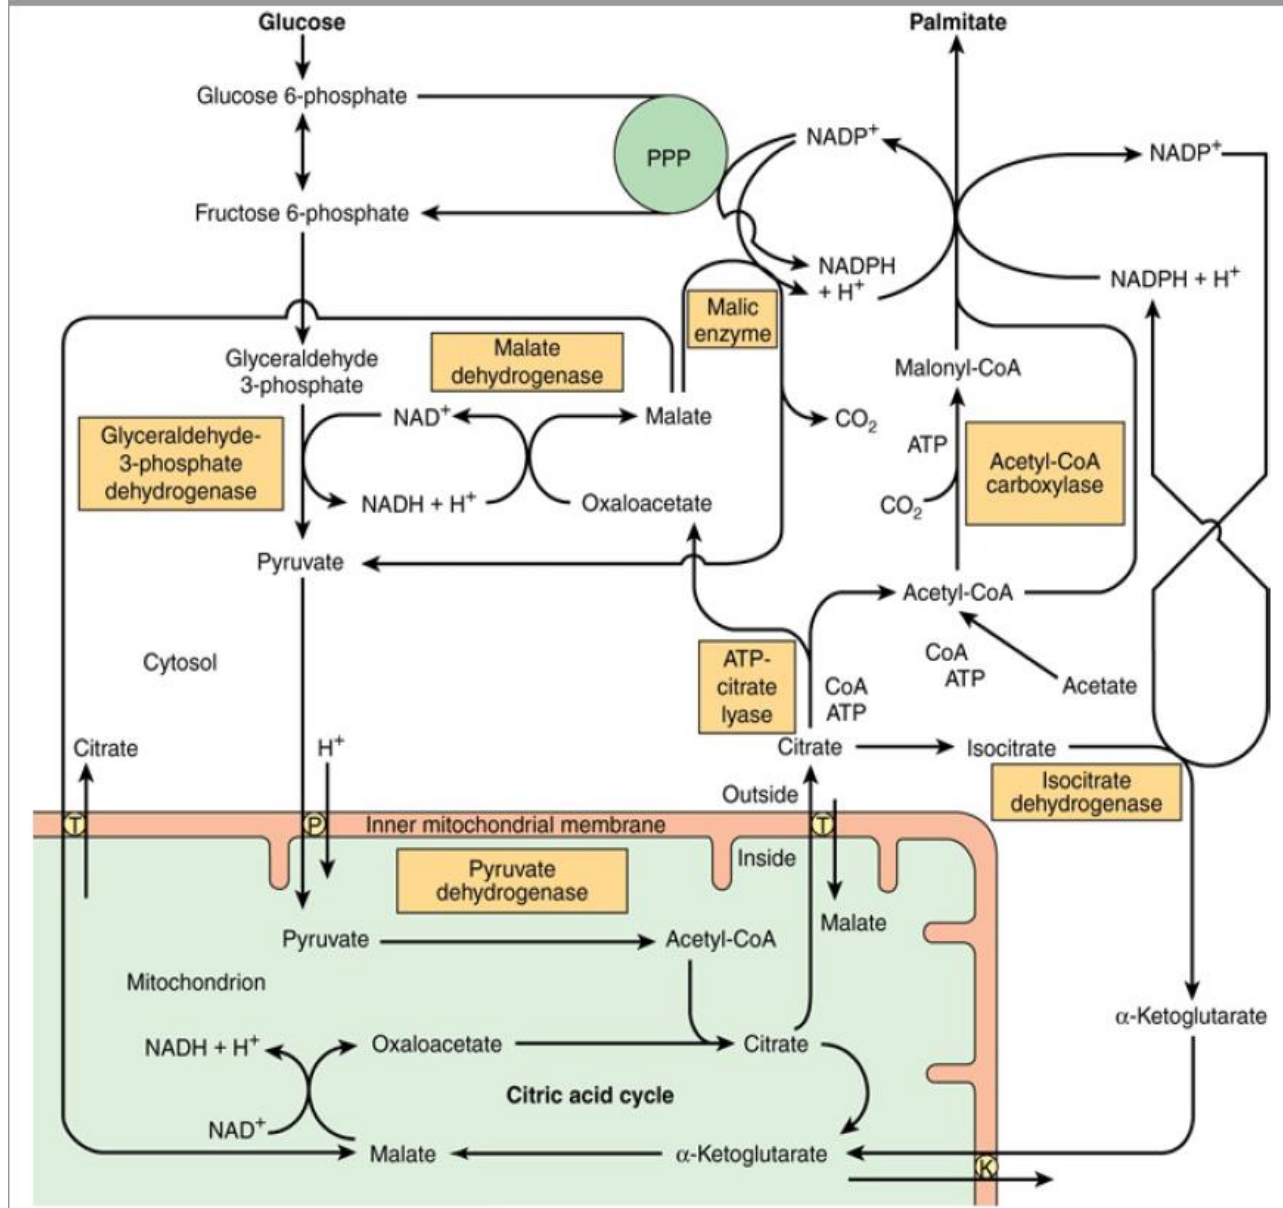 Glucose
Palmitate
Glucose 6-phosphate
PPP
NADP⁺
NADP⁺
Fructose 6-phosphate
NADPH
+ H⁺
NADPH + H⁺
Malic
enzyme
Glyceraldehyde
3-phosphate
Malate
dehydrogenase
Malonyl-CoA
NAD⁺
Malate
CO₂
Glyceraldehyde-
3-phosphate
dehydrogenase
ATP
Acetyl-CoA
carboxylase
NADH + H⁺
Oxaloacetate
CO₂
Pyruvate
Acetyl-CoA
Cytosol
ATP-
citrate
lyase
CoA
ATP
CoA
ATP
Acetate
Citrate
H⁺
Citrate
Isocitrate
Outside
Isocitrate
dehydrogenase
T
P
Inner mitochondrial membrane
T
Inside
Pyruvate
dehydrogenase
Malate
Pyruvate
Acetyl-CoA
Mitochondrion
α-Ketoglutarate
NADH + H⁺
Oxaloacetate
Citrate
Citric acid cycle
NAD⁺
Malate
α-Ketoglutarate
K